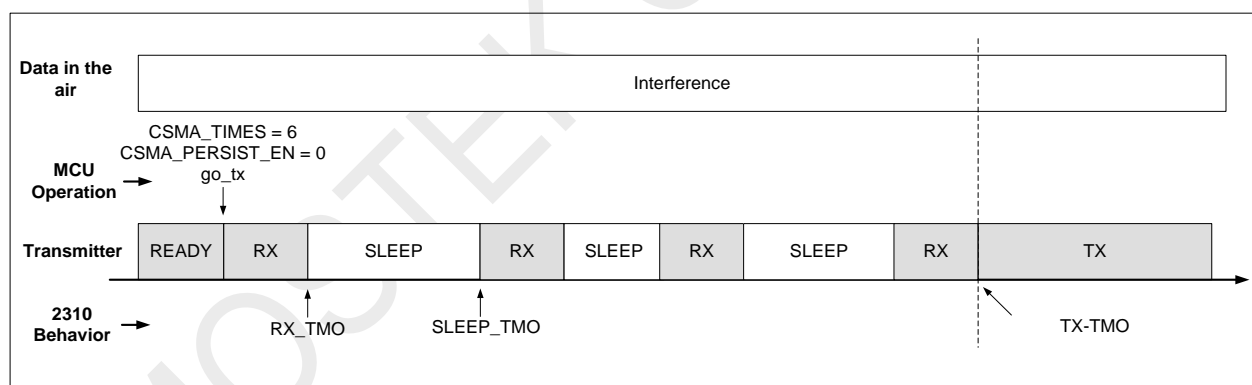 Data in the
air
Interference
CSMA_TIMES = 6
CSMA_PERSIST_EN = 0
go_tx
MCU
Operation
Transmitter
READY
RX
SLEEP
RX
SLEEP
RX
SLEEP
RX
TX
2310
Behavior
RX_TMO
SLEEP_TMO
TX-TMO
MOSTEK